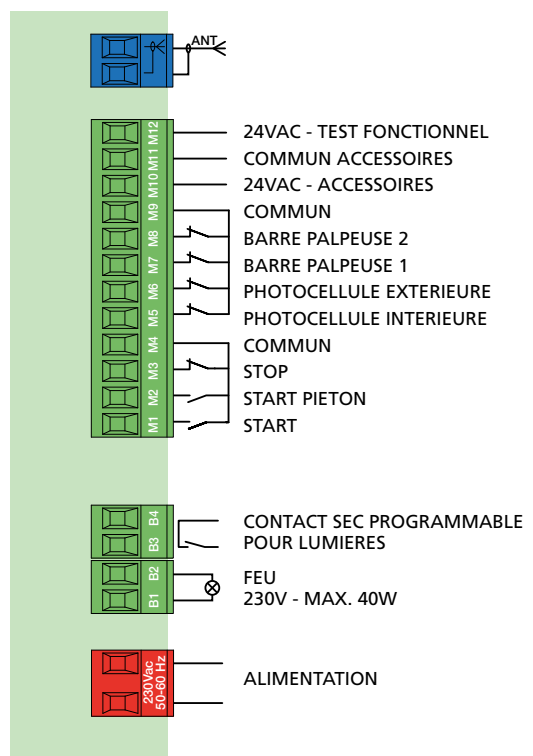 ANT
M12 24VAC - TEST FONCTIONNEL
M11 COMMUN ACCESSOIRES
M10 24VAC - ACCESSOIRES
M9 COMMUN
M8 BARRE PALPEUSE 2
M7 BARRE PALPEUSE 1
M6 PHOTOCELLULE EXTERIEURE
M5 PHOTOCELLULE INTERIEURE
M4 COMMUN
M3 STOP
M2 START PIETON
M1 START
B4 CONTACT SEC PROGRAMMABLE
B3 POUR LUMIERES
B2 FEU
B1 230V - MAX. 40W
230Vac
50-60 Hz
ALIMENTATION